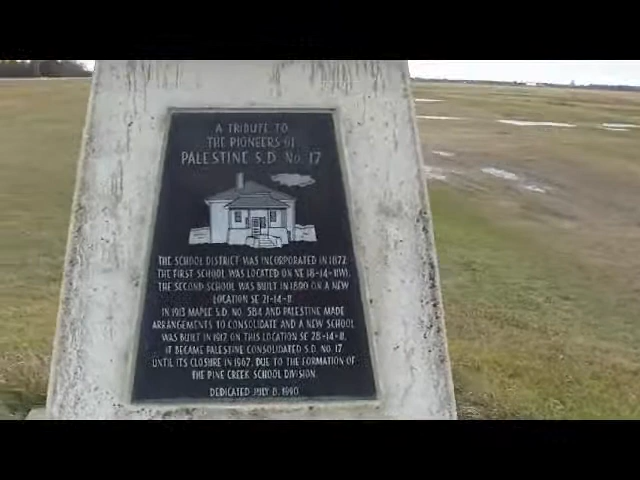 A TRIBUTE TO
THE PIONEERS OF
PALESTINE S.D. No. 17
THE SCHOOL DISTRICT WAS INCORPORATED IN 1872.
THE FIRST SCHOOL WAS LOCATED ON NE 18-14-11W1.
THE SECOND SCHOOL WAS BUILT IN 1890 ON A NEW
LOCATION SE 21-14-11.
IN 1913 MAPLE S.D. NO. 584 AND PALESTINE MADE
ARRANGEMENTS TO CONSOLIDATE AND A NEW SCHOOL
WAS BUILT IN 1917 ON THIS LOCATION SE 28-14-11.
IT BECAME PALESTINE CONSOLIDATED S.D. NO. 17
UNTIL ITS CLOSURE IN 1967, DUE TO THE FORMATION OF
THE PINE CREEK SCHOOL DIVISION.
DEDICATED JULY 8, 1990